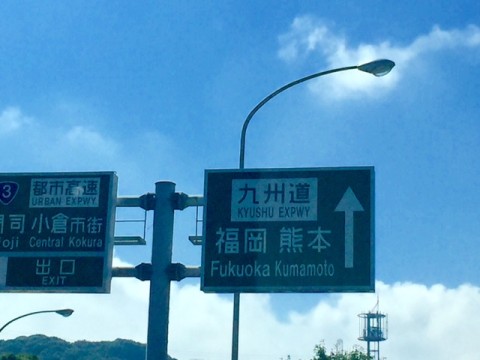 3 都市高速
URBAN EXPWY
司 小倉市街
oji Central Kokura
出口
EXIT
九州道
KYUSHU EXPWY
福岡 熊本
Fukuoka Kumamoto